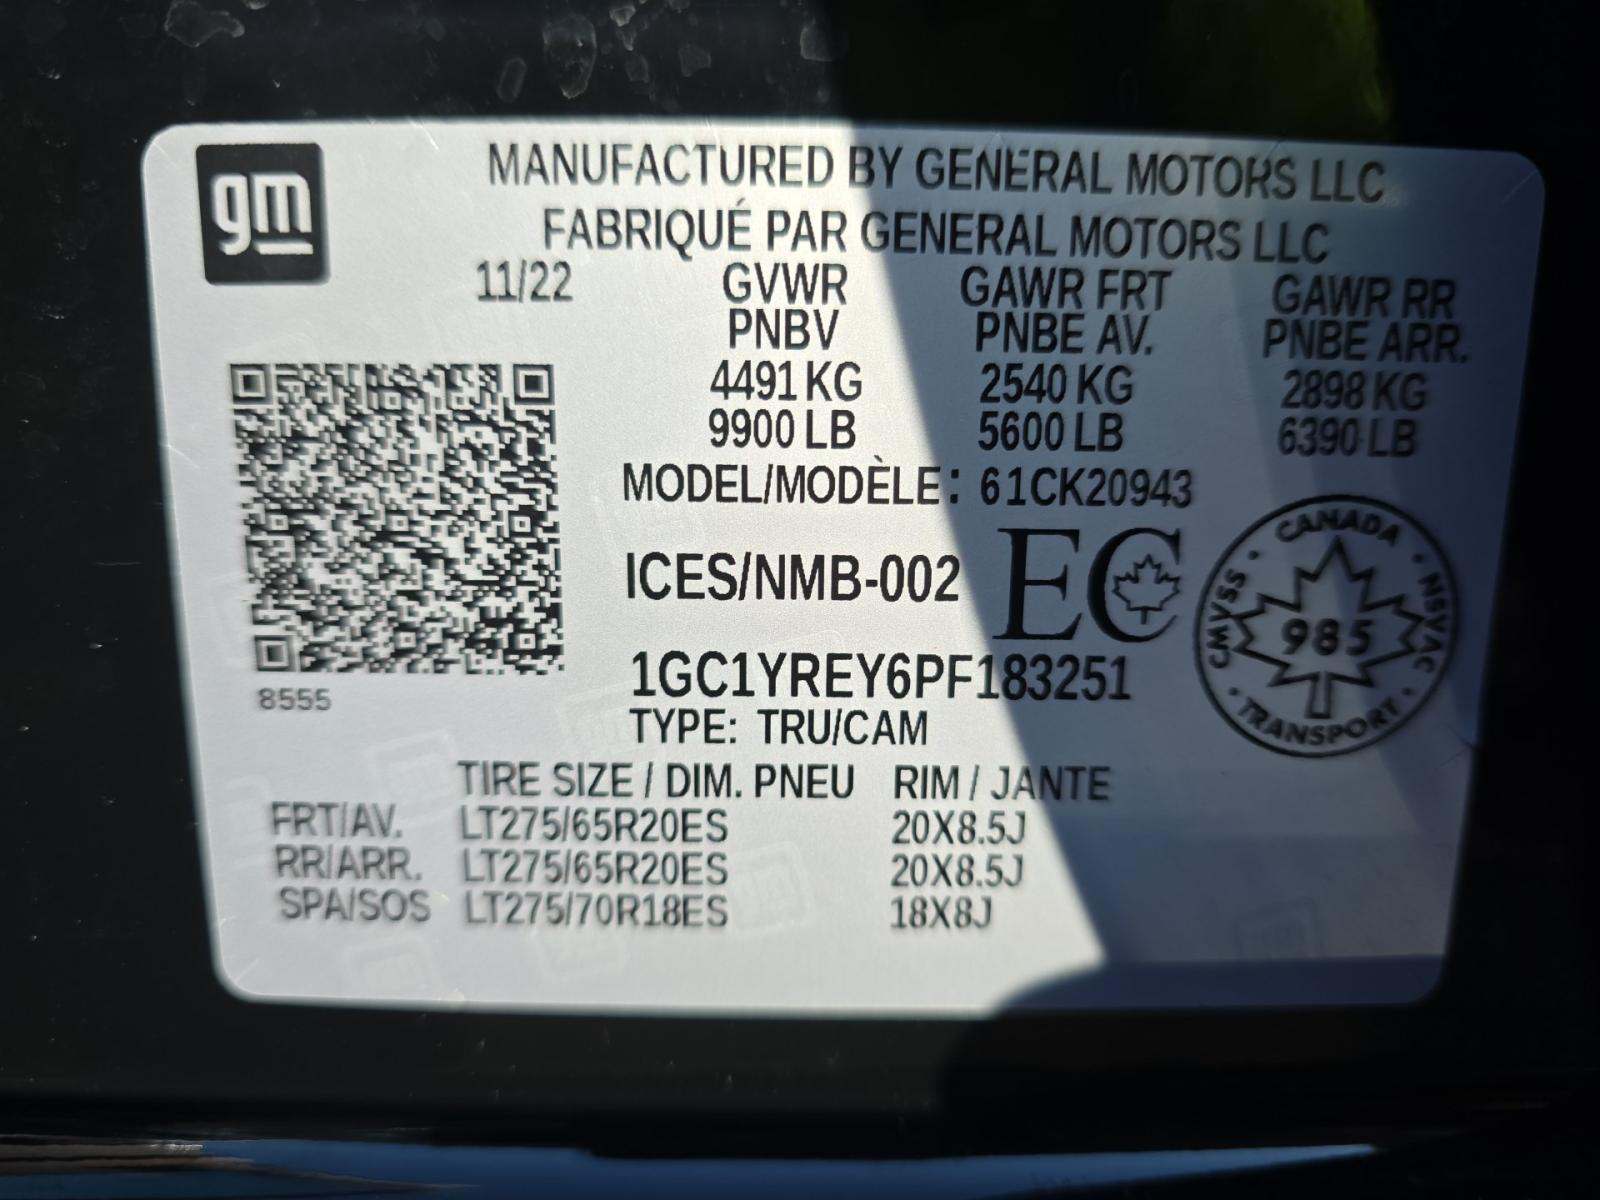 gm
MANUFACTURED BY GENERAL MOTORS LLC
FABRIQUÉ PAR GENERAL MOTORS LLC
11/22 GVWR GAWR FRT GAWR RR
PNBV PNBE AV. PNBE ARR.
4491 KG 2540 KG 2898 KG
9900 LB 5600 LB 6390 LB
MODEL/MODÈLE: 61CK20943
ICES/NMB-002 EC
CANADA
CMVSS 985 NSVAC
TRANSPORT
1GC1YREY6PF183251
8555
TYPE: TRU/CAM
TIRE SIZE / DIM. PNEU RIM / JANTE
FRT/AV. LT275/65R20ES 20X8.5J
RR/ARR. LT275/65R20ES 20X8.5J
SPA/SOS LT275/70R18ES 18X8J